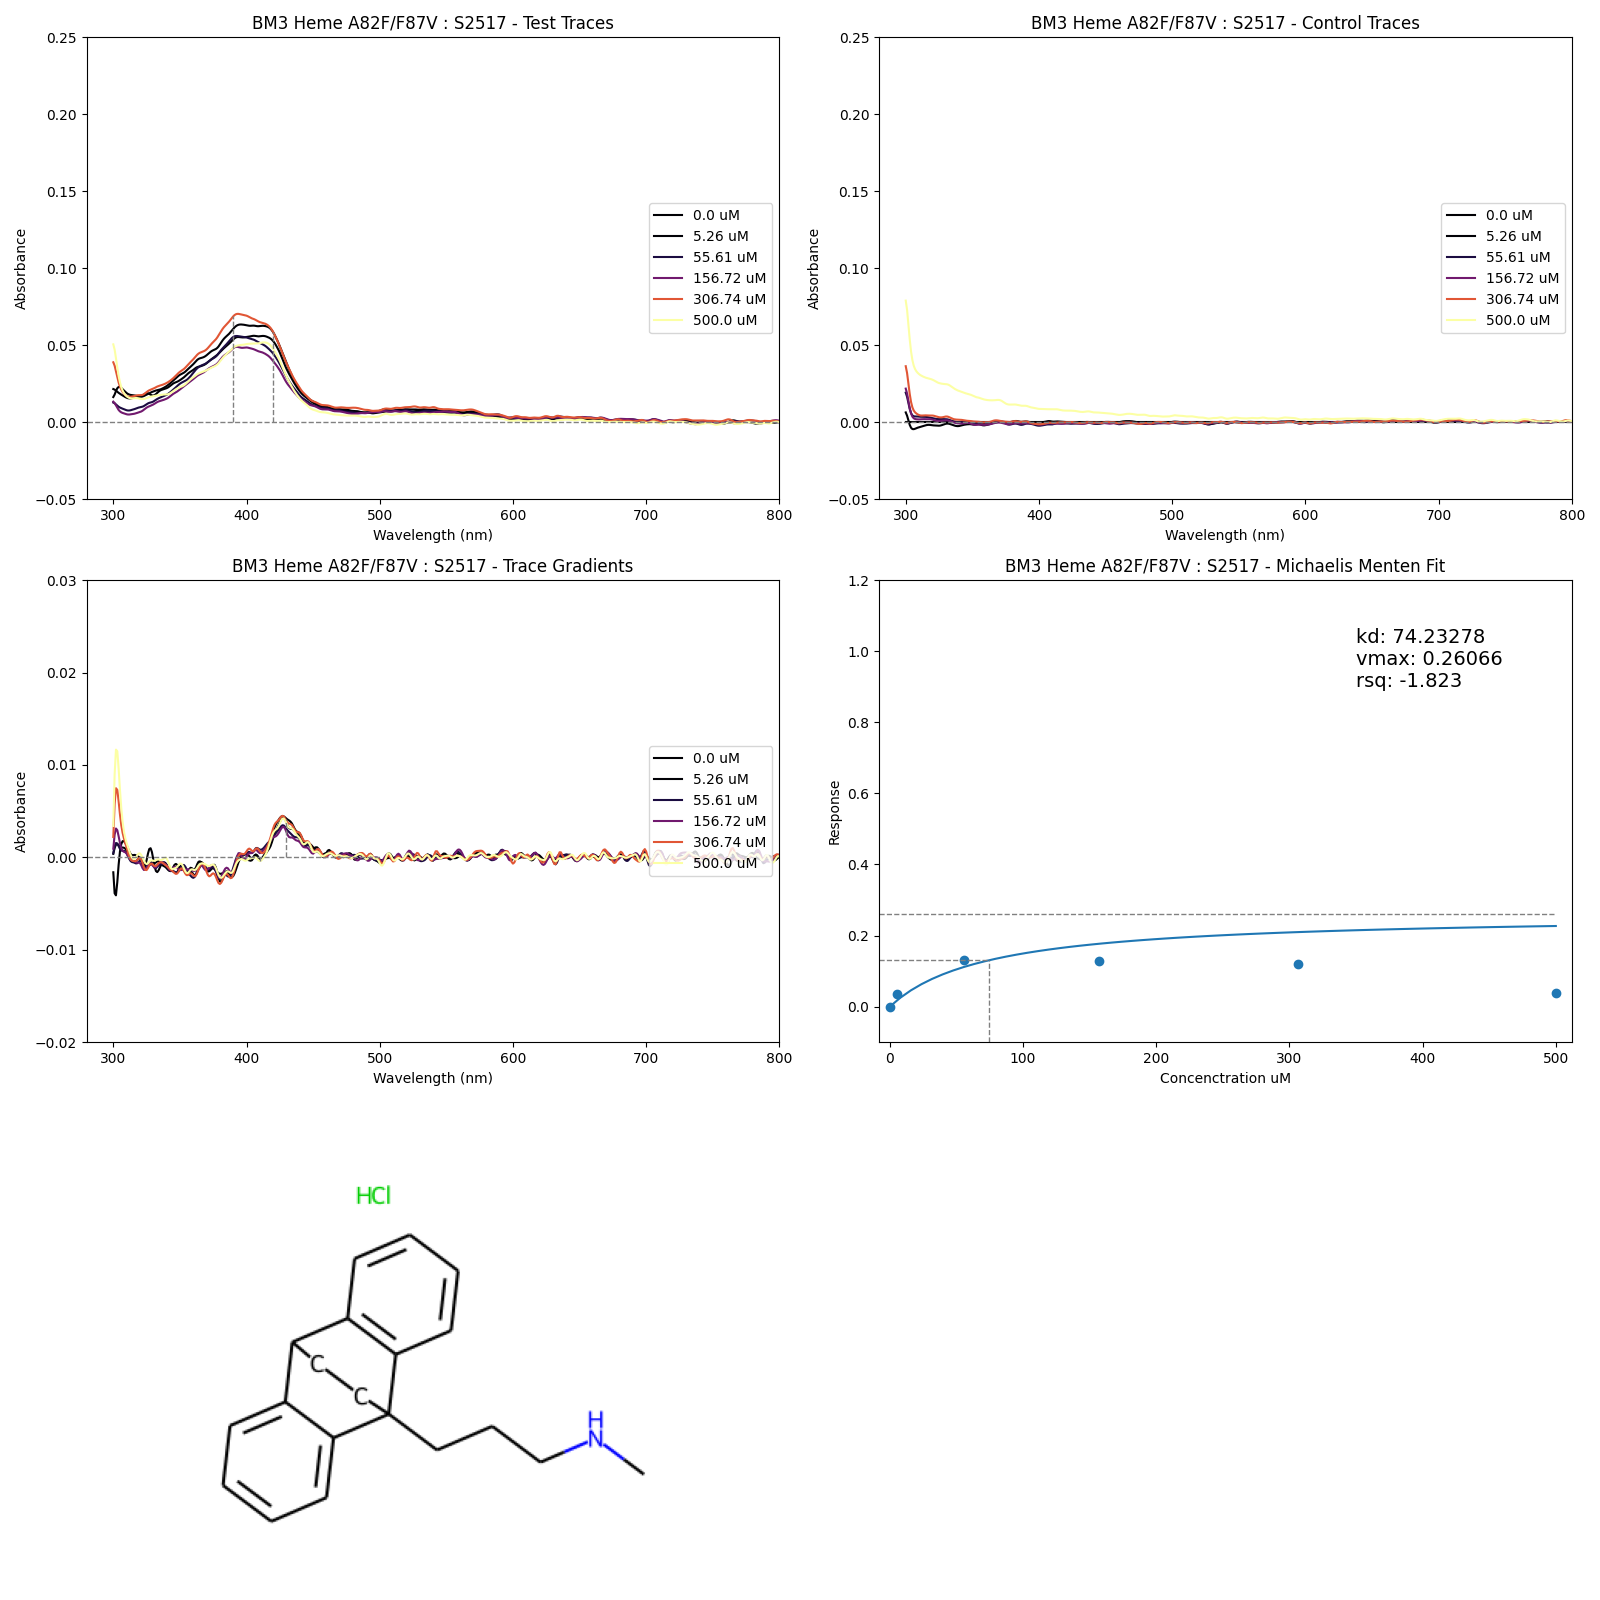 BM3 Heme A82F/F87V : S2517 - Test Traces
0.25
0.20
0.15
0.10
0.05
0.00
−0.05
Absorbance
0.0 uM
5.26 uM
55.61 uM
156.72 uM
306.74 uM
500.0 uM
300 400 500 600 700 800
Wavelength (nm)
BM3 Heme A82F/F87V : S2517 - Control Traces
0.25
0.20
0.15
0.10
0.05
0.00
−0.05
Absorbance
0.0 uM
5.26 uM
55.61 uM
156.72 uM
306.74 uM
500.0 uM
300 400 500 600 700 800
Wavelength (nm)
BM3 Heme A82F/F87V : S2517 - Trace Gradients
0.03
0.02
0.01
0.00
−0.01
−0.02
Absorbance
0.0 uM
5.26 uM
55.61 uM
156.72 uM
306.74 uM
500.0 uM
300 400 500 600 700 800
Wavelength (nm)
BM3 Heme A82F/F87V : S2517 - Michaelis Menten Fit
1.2
1.0
0.8
0.6
0.4
0.2
0.0
Response
kd: 74.23278
vmax: 0.26066
rsq: -1.823
0 100 200 300 400 500
Concenctration uM
HCl
C
C
H
N